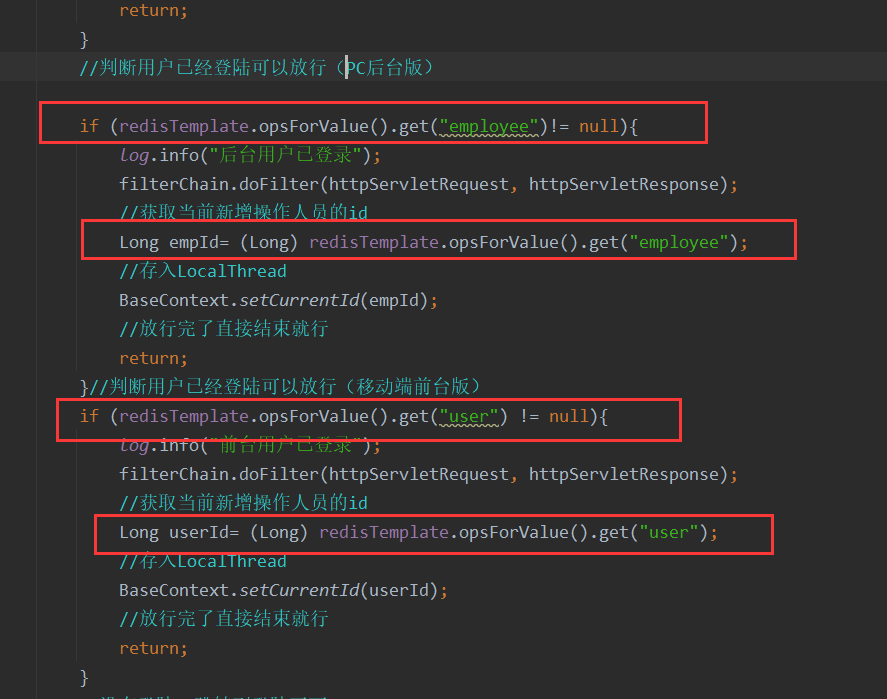 return;
}
//判断用户已经登陆可以放行（PC后台版）
if (redisTemplate.opsForValue().get("employee")!= null){
log.info("后台用户已登录");
filterChain.doFilter(httpServletRequest, httpServletResponse);
//获取当前新增操作人员的id
Long empId= (Long) redisTemplate.opsForValue().get("employee");
//存入LocalThread
BaseContext.setCurrentId(empId);
//放行完了直接结束就行
return;
}//判断用户已经登陆可以放行（移动端前台版）
if (redisTemplate.opsForValue().get("user") != null){
log.info("前台用户已登录");
filterChain.doFilter(httpServletRequest, httpServletResponse);
//获取当前新增操作人员的id
Long userId= (Long) redisTemplate.opsForValue().get("user");
//存入LocalThread
BaseContext.setCurrentId(userId);
//放行完了直接结束就行
return;
}